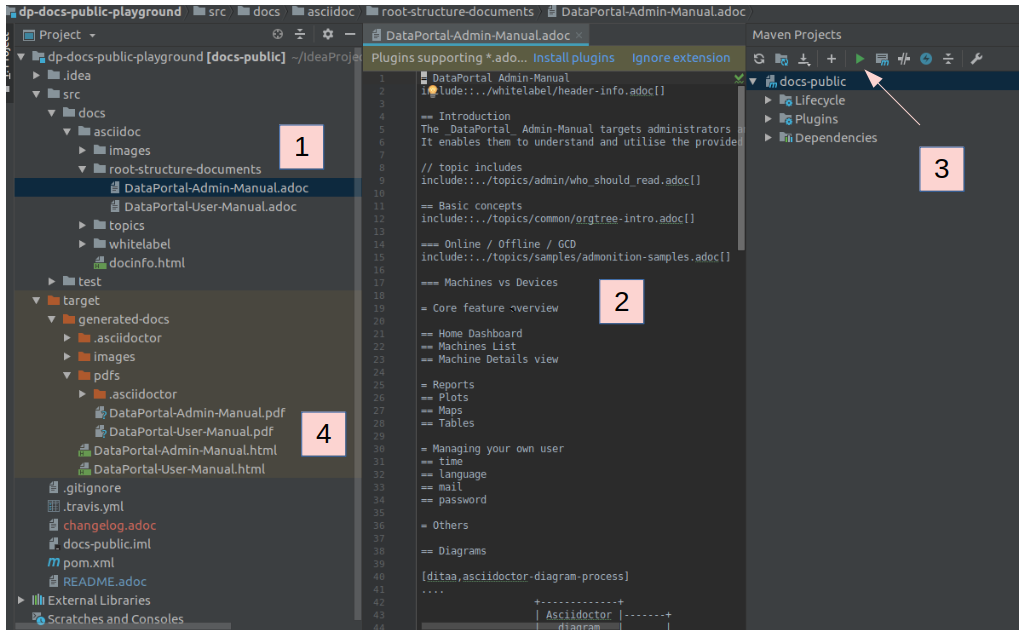 dp-docs-public-playground src docs asciidoc root-structure-documents DataPortal-Admin-Manual.adoc
Project
dp-docs-public-playground [docs-public] ~/IdeaProjec
.idea
src
docs
asciidoc
images
root-structure-documents
DataPortal-Admin-Manual.adoc
DataPortal-User-Manual.adoc
topics
whitelabel
docinfo.html
test
target
generated-docs
.asciidoctor
images
pdfs
.asciidoctor
DataPortal-Admin-Manual.pdf
DataPortal-User-Manual.pdf
DataPortal-Admin-Manual.html
DataPortal-User-Manual.html
.gitignore
.travis.yml
changelog.adoc
docs-public.iml
pom.xml
README.adoc
External Libraries
Scratches and Consoles
1
4
DataPortal-Admin-Manual.adoc
Plugins supporting *.ado... Install plugins Ignore extension
1 DataPortal Admin-Manual
2 include::../whitelabel/header-info.adoc[]
3
4 == Introduction
5 The _DataPortal_ Admin-Manual targets administrators a
6 It enables them to understand and utilise the provided
7
8 // topic includes
9 include::../topics/admin/who_should_read.adoc[]
10
11 == Basic concepts
12 include::../topics/common/orgtree-intro.adoc[]
13
14 === Online / Offline / GCD
15 include::../topics/samples/admonition-samples.adoc[]
16
17 === Machines vs Devices
18
19 = Core feature overview
20
21 == Home Dashboard
22 == Machines List
23 == Machine Details view
24
25 = Reports
26 == Plots
27 == Maps
28 == Tables
29
30 = Managing your own user
31 == time
32 == language
33 == mail
34 == password
35
36 = Others
37
38 == Diagrams
39
40 [ditaa,asciidoctor-diagram-process]
41 ....
42 +-------------+
43 | Asciidoctor |-------+
44 | diagram | |
2
Maven Projects
docs-public
Lifecycle
Plugins
Dependencies
3